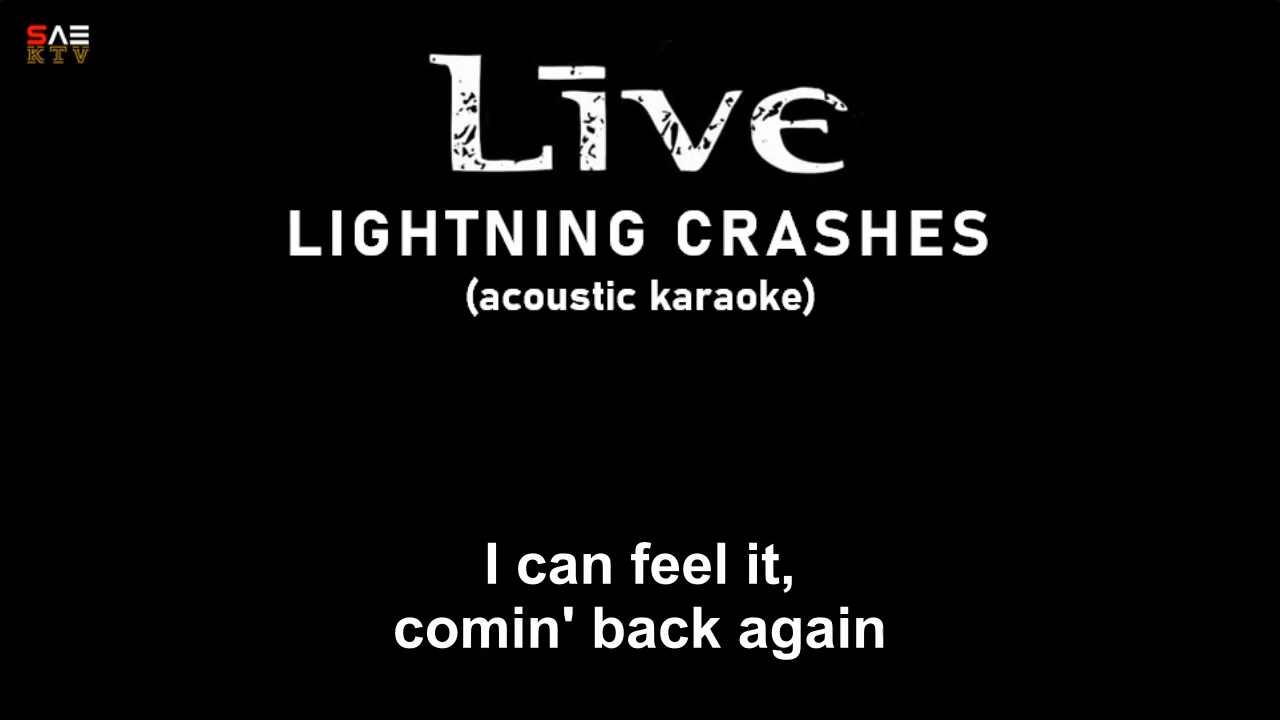 SAE
KTV
Live
LIGHTNING CRASHES
(acoustic karaoke)
I can feel it,
comin' back again